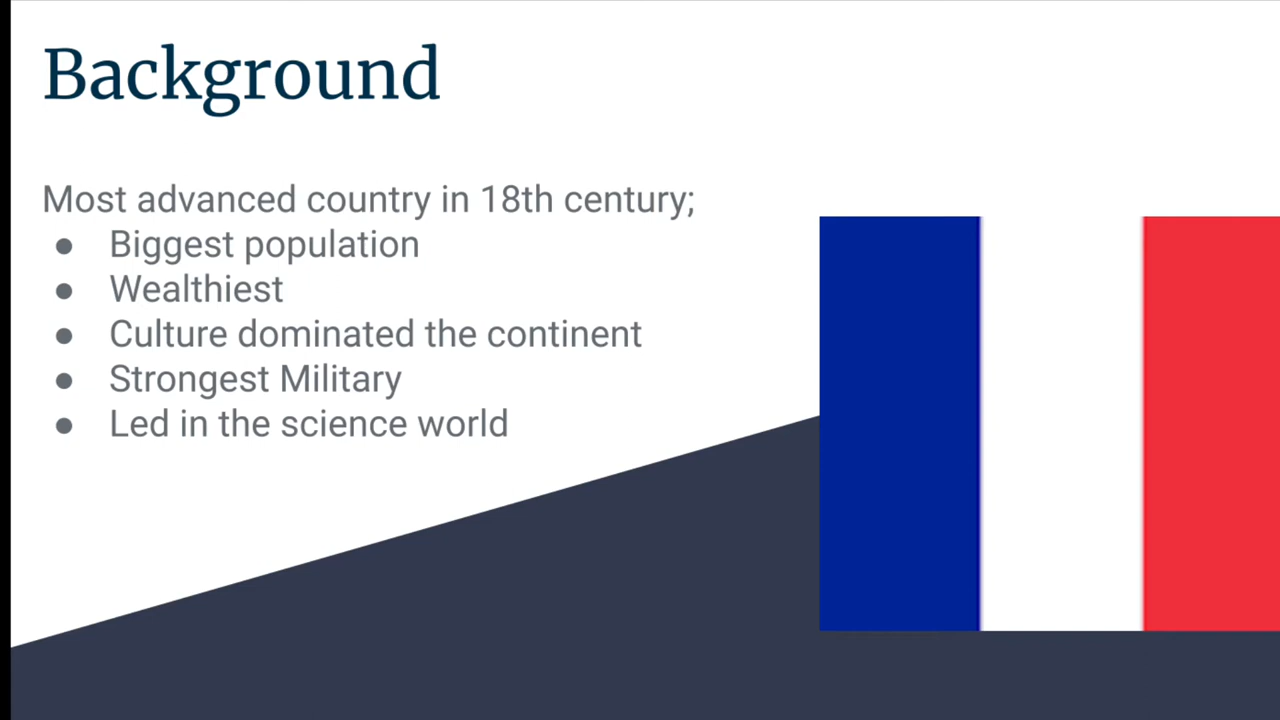 Background
Most advanced country in 18th century;
● Biggest population
● Wealthiest
● Culture dominated the continent
● Strongest Military
● Led in the science world